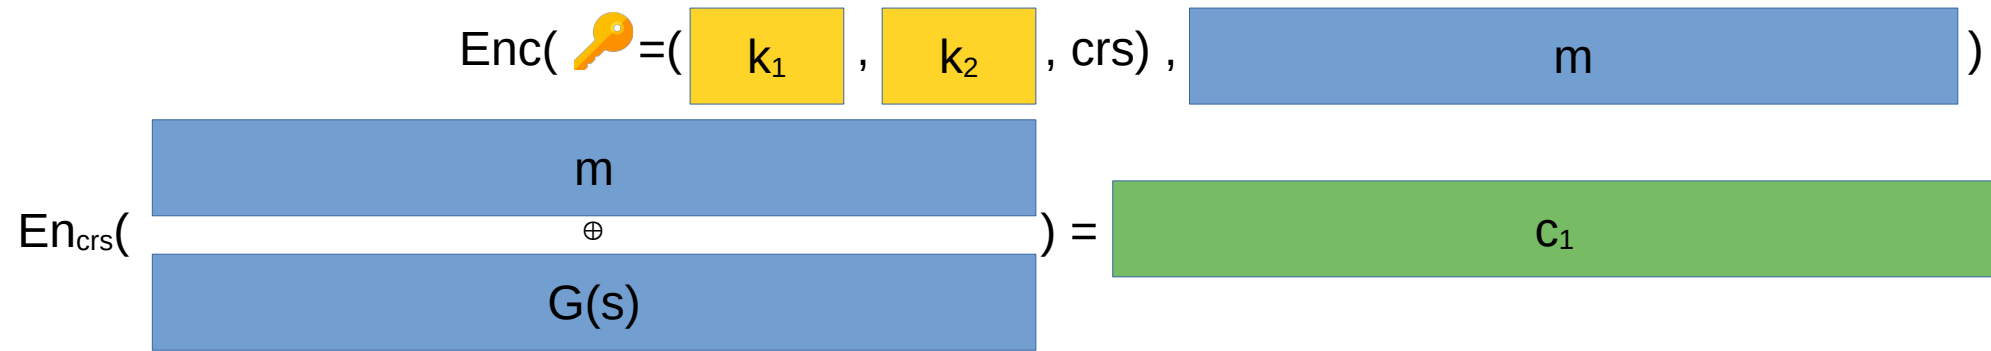 Enc( 🔑 =( k₁ , k₂ , crs) , m )
m
Encrs( ⊕ ) = c₁
G(s)